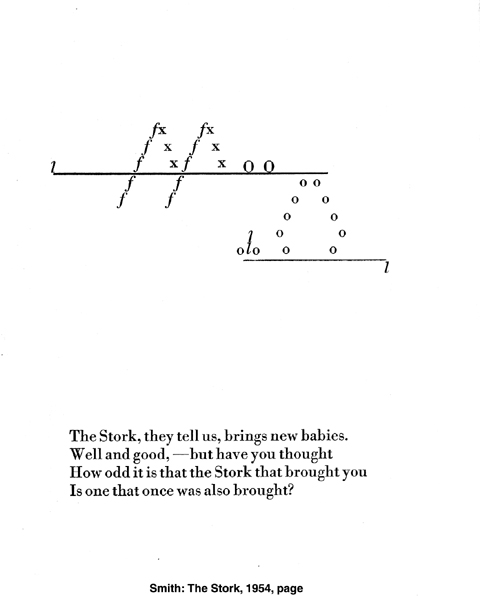 fx fx
f x f x
l f x f x o o
f f o o
f f o o
o o
l o o
olo o o
l
The Stork, they tell us, brings new babies.
Well and good, —but have you thought
How odd it is that the Stork that brought you
Is one that once was also brought?
Smith: The Stork, 1954, page